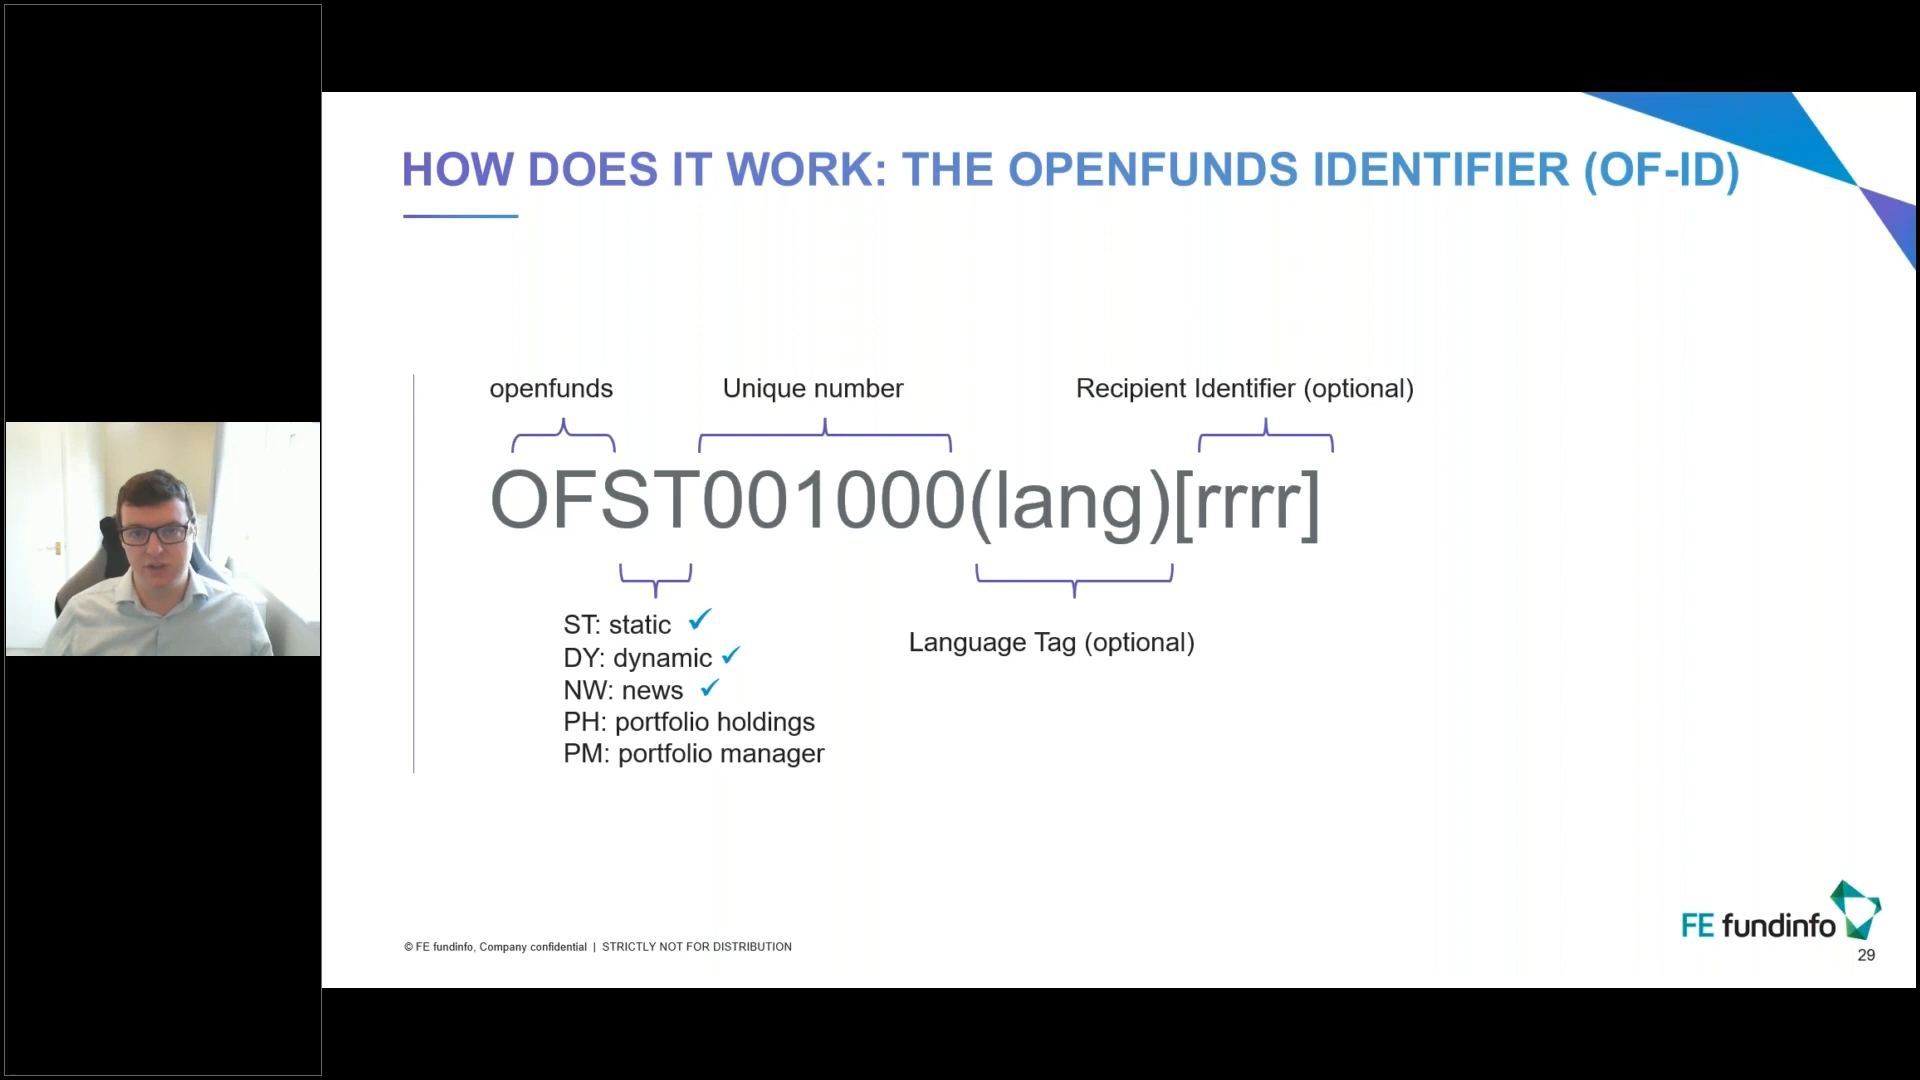 HOW DOES IT WORK: THE OPENFUNDS IDENTIFIER (OF-ID)
openfunds
Unique number
Recipient Identifier (optional)
OFST001000(lang)[rrrr]
ST: static ✓
DY: dynamic ✓
NW: news ✓
PH: portfolio holdings
PM: portfolio manager
Language Tag (optional)
© FE fundinfo, Company confidential | STRICTLY NOT FOR DISTRIBUTION
FE fundinfo
29